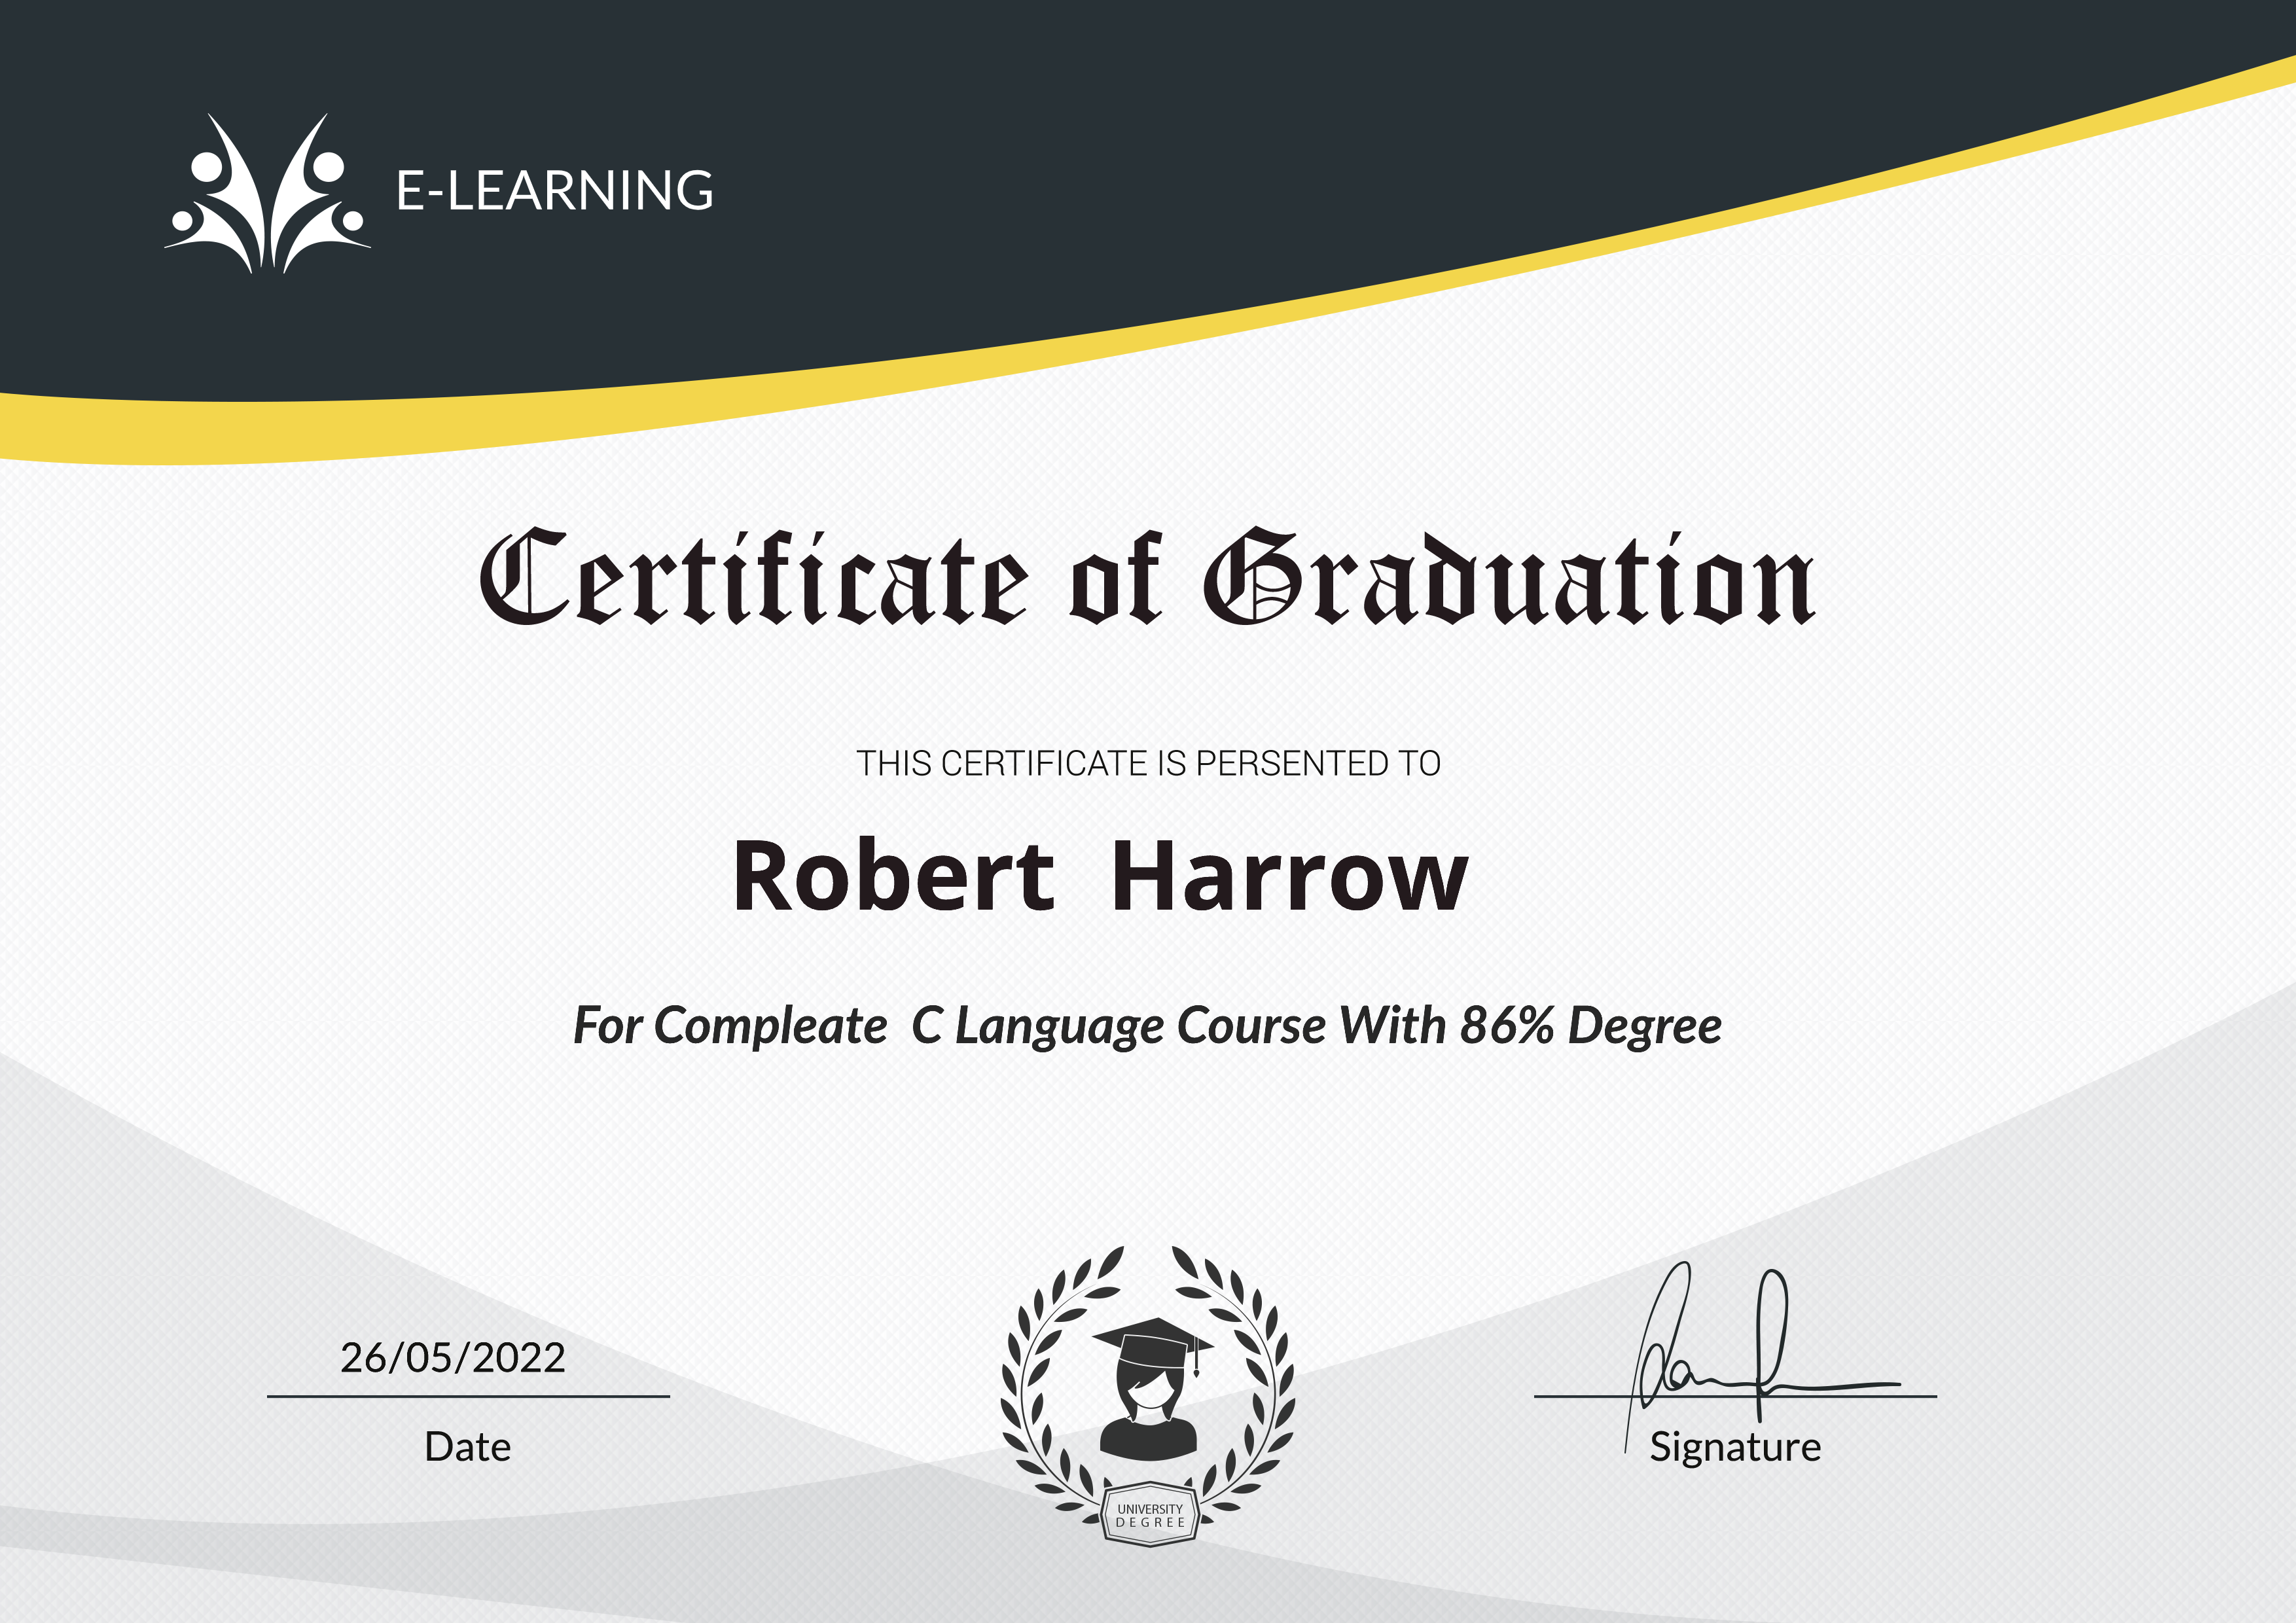 E-LEARNING
Certificate of Graduation
THIS CERTIFICATE IS PERSENTED TO
Robert Harrow
For Compleate C Language Course With 86% Degree
26/05/2022
Date
Signature
UNIVERSITY
DEGREE